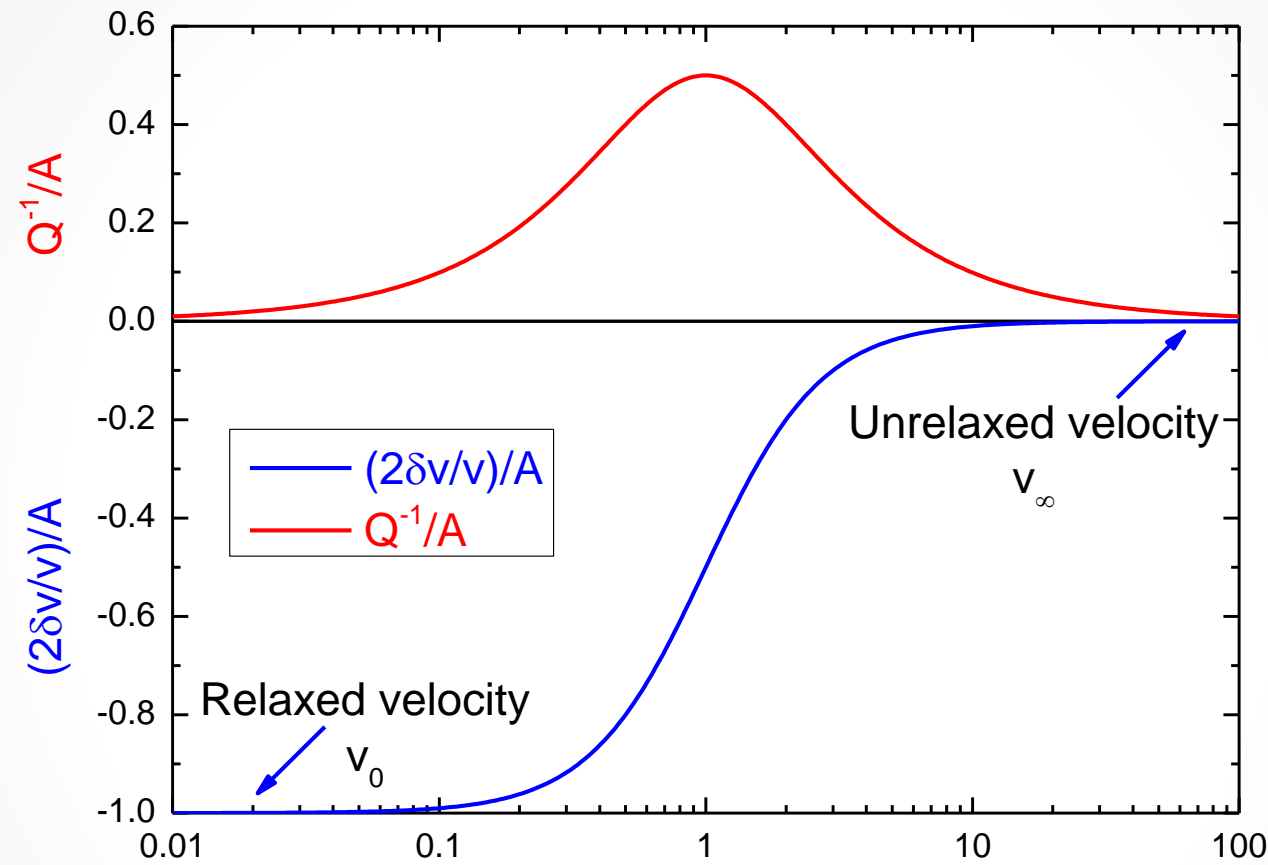 0.6
0.4
0.2
0.0
-0.2
-0.4
-0.6
-0.8
-1.0
Q⁻¹/A
(2δv/v)/A
(2δv/v)/A
Q⁻¹/A
Unrelaxed velocity
v∞
Relaxed velocity
v₀
0.01 0.1 1 10 100